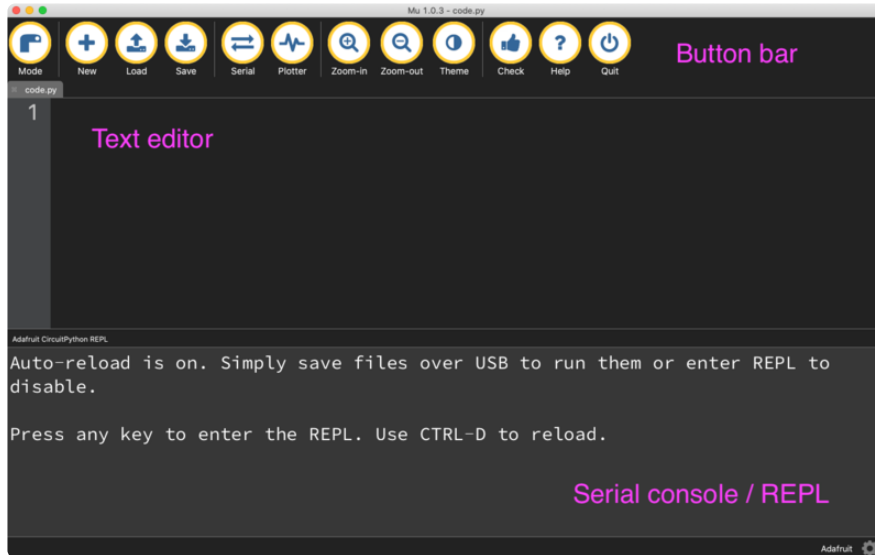 Mu 1.0.3 - code.py
Mode New Load Save Serial Plotter Zoom-in Zoom-out Theme Check ? Help Quit
Button bar
code.py
1
Text editor
Adafruit CircuitPython REPL
Auto-reload is on. Simply save files over USB to run them or enter REPL to
disable.
Press any key to enter the REPL. Use CTRL-D to reload.
Serial console / REPL
Adafruit